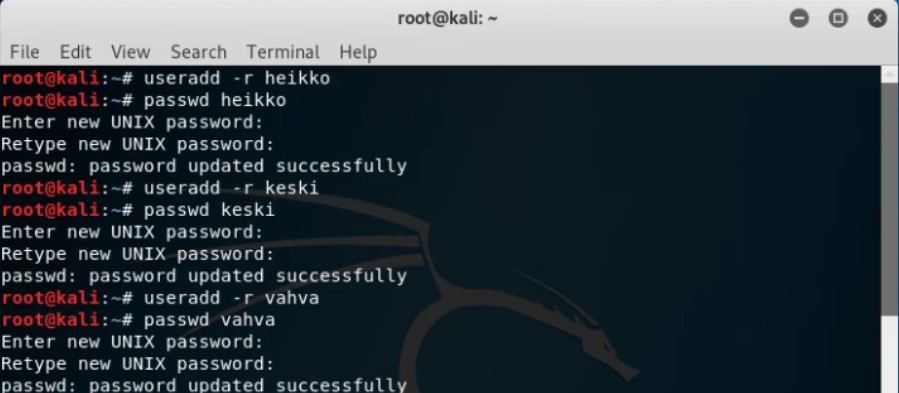 root@kali: ~
File Edit View Search Terminal Help
root@kali:~# useradd -r heikko
root@kali:~# passwd heikko
Enter new UNIX password:
Retype new UNIX password:
passwd: password updated successfully
root@kali:~# useradd -r keski
root@kali:~# passwd keski
Enter new UNIX password:
Retype new UNIX password:
passwd: password updated successfully
root@kali:~# useradd -r vahva
root@kali:~# passwd vahva
Enter new UNIX password:
Retype new UNIX password:
passwd: password updated successfully